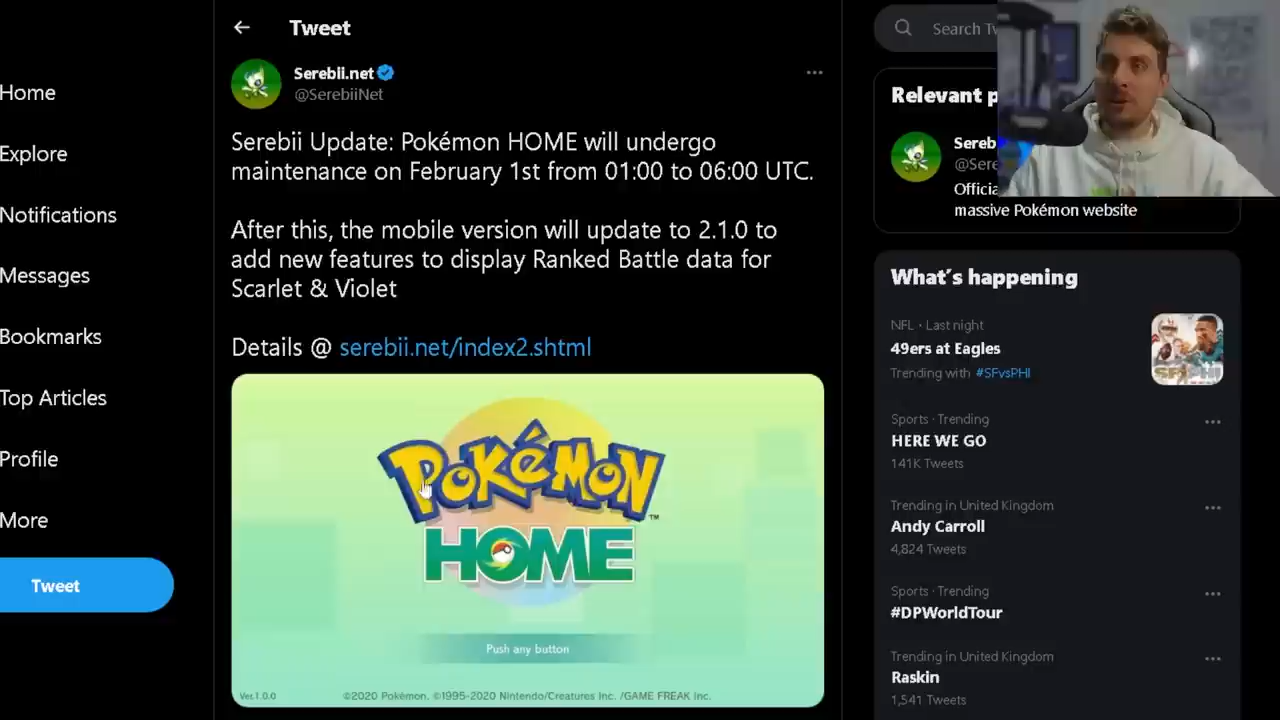 Tweet
Search Tw
Home
Explore
Notifications
Messages
Bookmarks
Top Articles
Profile
More
Tweet
Serebii.net
@SerebiiNet
Serebii Update: Pokémon HOME will undergo
maintenance on February 1st from 01:00 to 06:00 UTC.
After this, the mobile version will update to 2.1.0 to
add new features to display Ranked Battle data for
Scarlet & Violet
Details @ serebii.net/index2.shtml
POKéMON
™
HOME
Push any button
Ver.1.0.0
©2020 Pokémon. ©1995-2020 Nintendo/Creatures Inc. /GAME FREAK inc.
Relevant p
Sereb
@Sere
Officia
massive Pokémon website
What's happening
NFL · Last night
49ers at Eagles
Trending with #SFvsPHI
SFvsPHI
Sports · Trending
HERE WE GO
141K Tweets
Trending in United Kingdom
Andy Carroll
4,824 Tweets
Sports · Trending
#DPWorldTour
Trending in United Kingdom
Raskin
1,541 Tweets